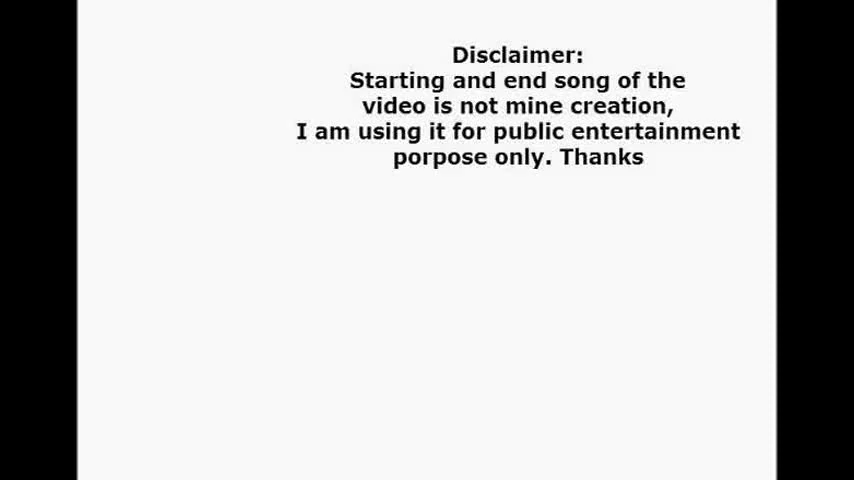 Disclaimer:
Starting and end song of the
video is not mine creation,
I am using it for public entertainment
porpose only. Thanks